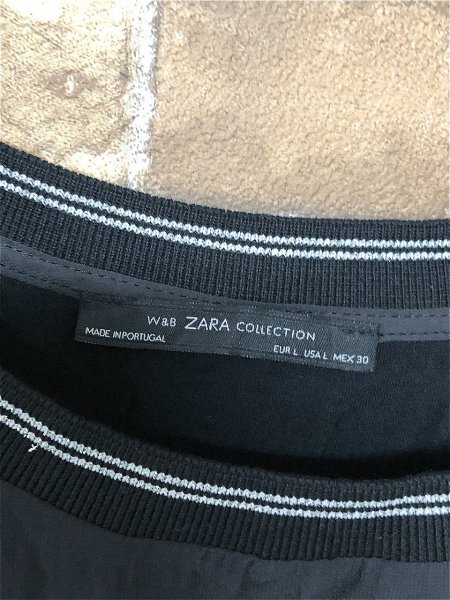 W&B ZARA COLLECTION
MADE IN PORTUGAL
EUR L USA L MEX 30